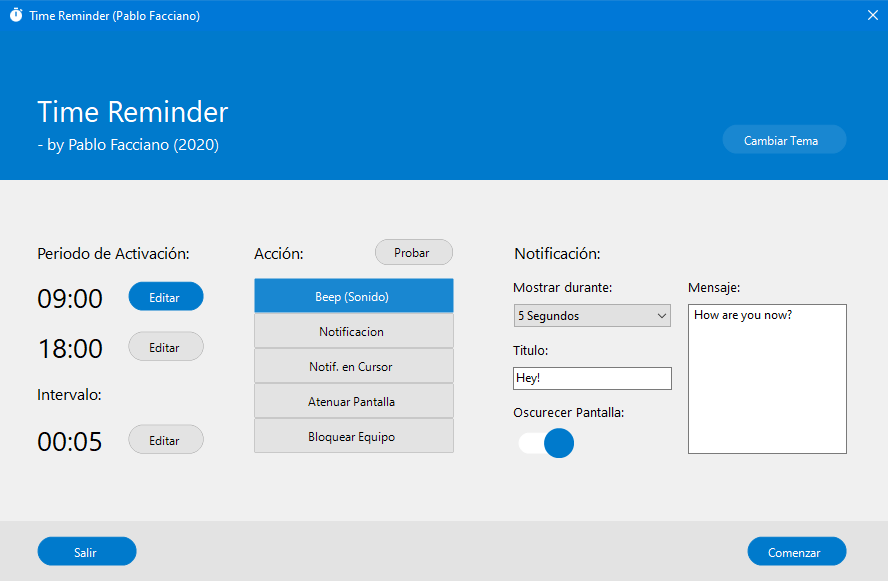 Time Reminder (Pablo Facciano)
Time Reminder
- by Pablo Facciano (2020)
Cambiar Tema
Periodo de Activación:
09:00
Editar
18:00
Editar
Intervalo:
00:05
Editar
Acción:
Probar
Beep (Sonido)
Notificacion
Notif. en Cursor
Atenuar Pantalla
Bloquear Equipo
Notificación:
Mostrar durante:
5 Segundos
Titulo:
Hey!
Oscurecer Pantalla:
Mensaje:
How are you now?
Salir
Comenzar